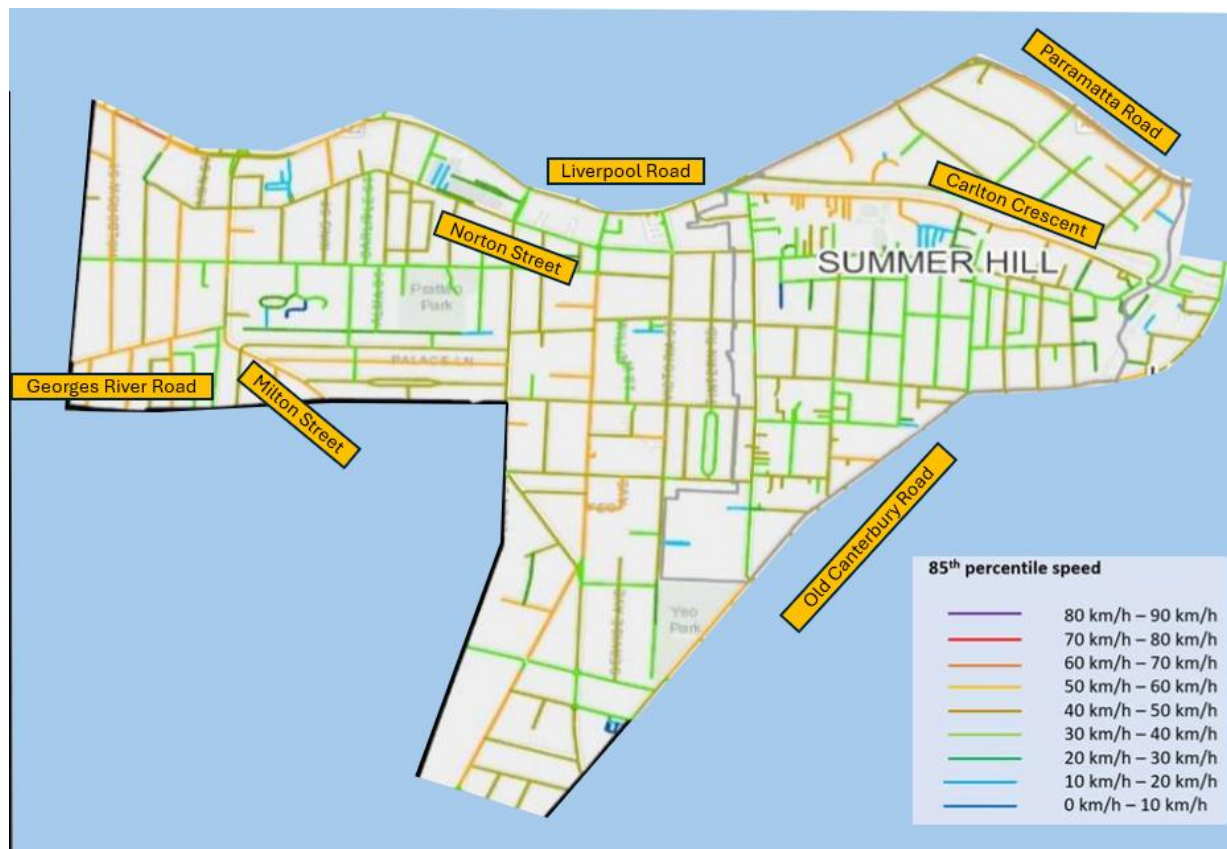 Parramatta Road
Liverpool Road
Carlton Crescent
Norton Street
SUMMER HILL
Pratten
Park
PALACE LN
Georges River Road
Milton Street
Old Canterbury Road
Yeo
Park
85th percentile speed
80 km/h – 90 km/h
70 km/h – 80 km/h
60 km/h – 70 km/h
50 km/h – 60 km/h
40 km/h – 50 km/h
30 km/h – 40 km/h
20 km/h – 30 km/h
10 km/h – 20 km/h
0 km/h – 10 km/h